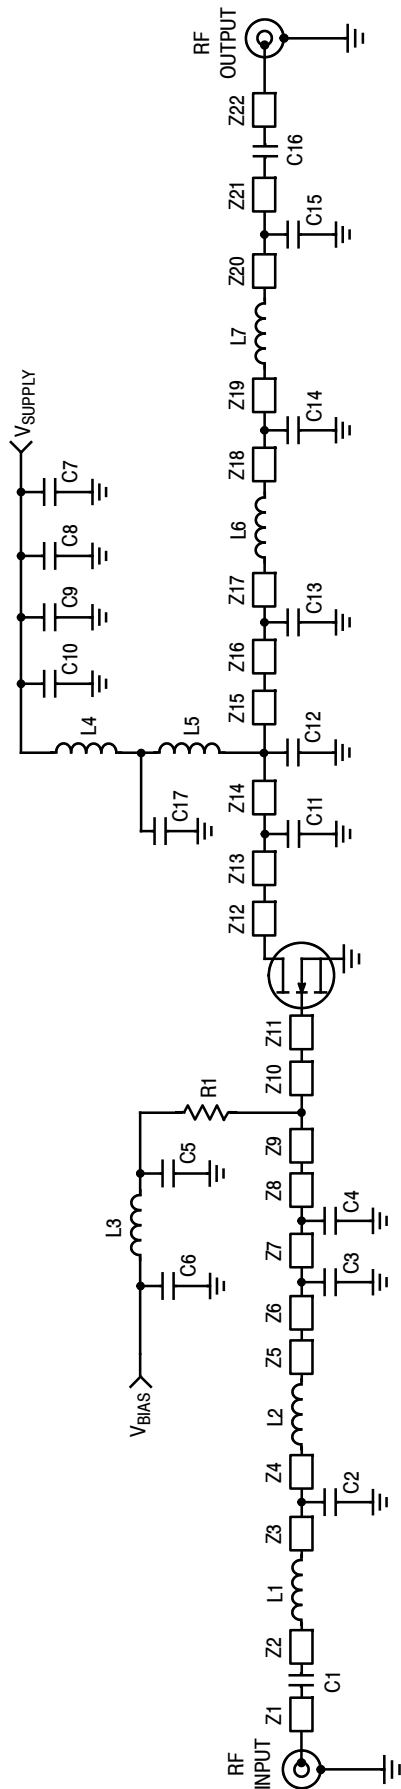 RF
INPUT
Z1
C1
Z2
L1
Z3
C2
Z4
L2
Z5
Z6
C3
Z7
C4
Z8
Z9
VBIAS
C6
L3
C5
R1
Z10
Z11
Z12
Z13
C11
Z14
C12
C17
L4
L5
C10
C9
C8
C7
VSUPPLY
Z15
Z16
C13
Z17
L6
Z18
C14
Z19
L7
Z20
C15
Z21
C16
Z22
RF
OUTPUT